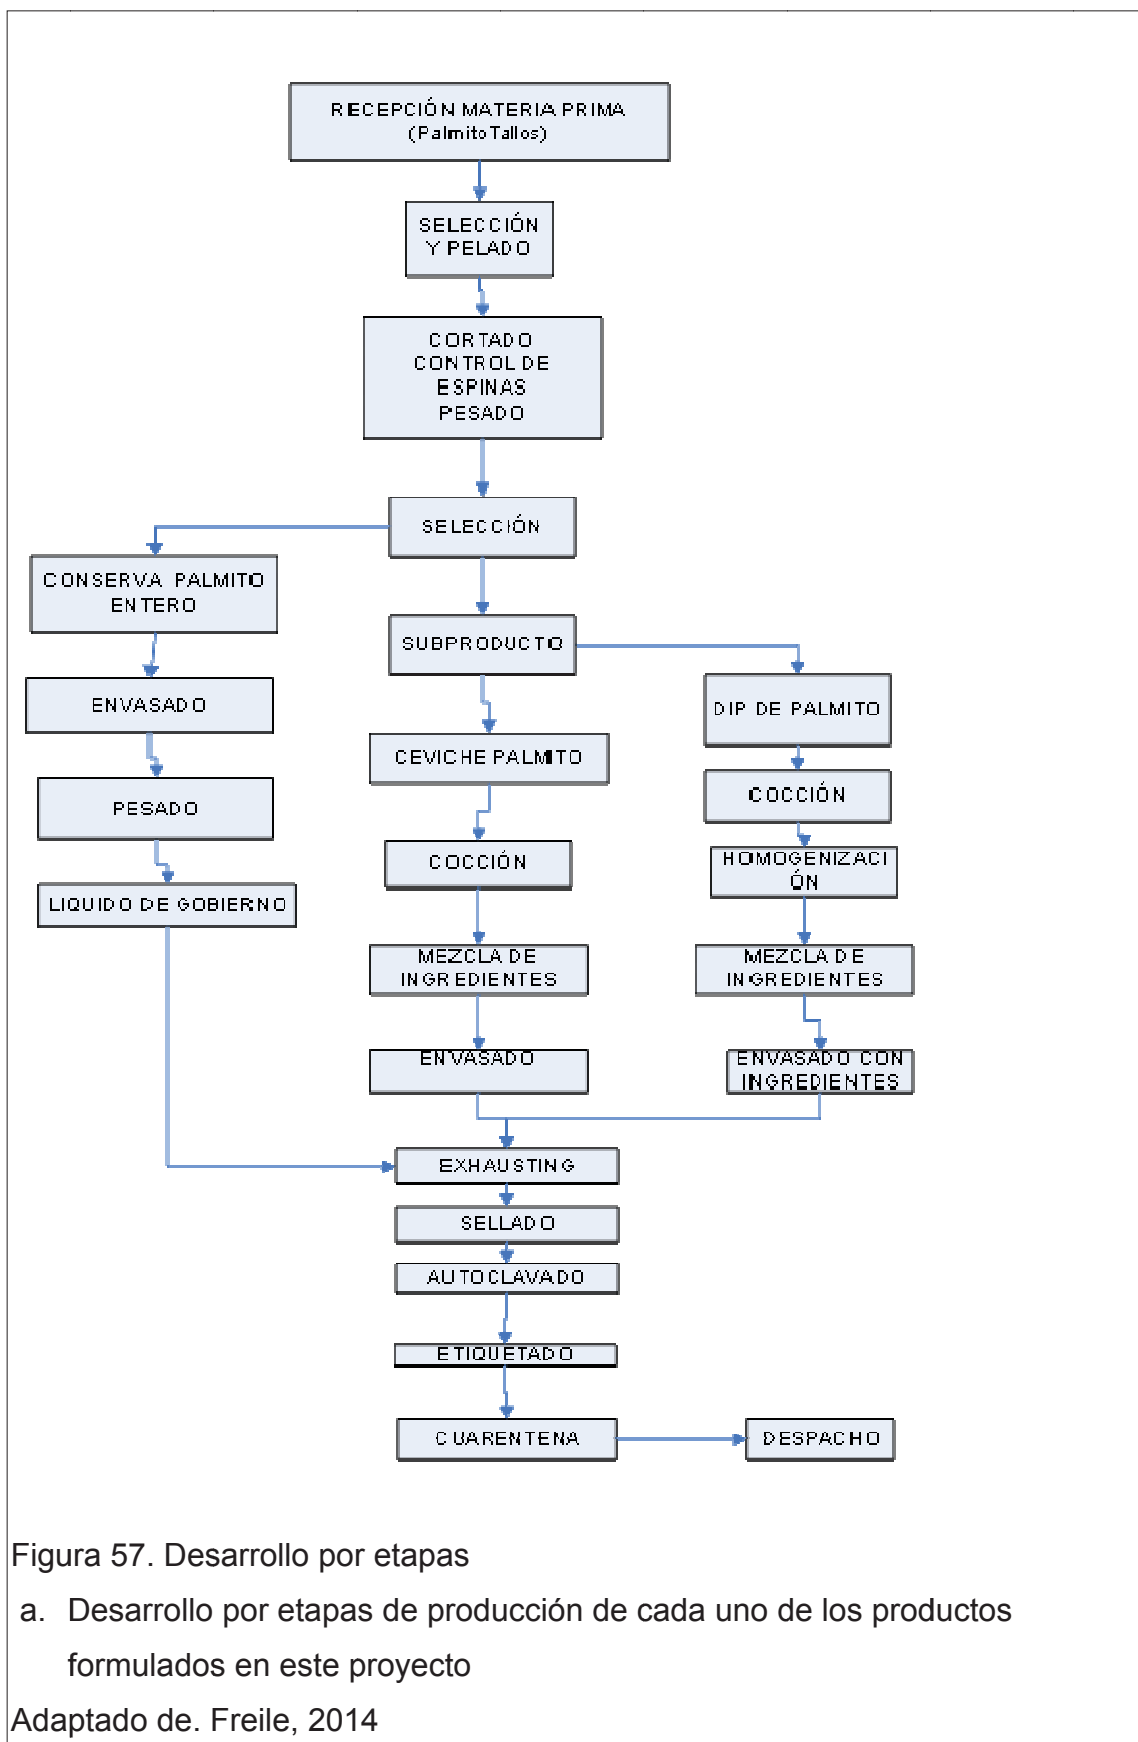 RECEPCIÓN MATERIA PRIMA
(Palmito Tallos)
SELECCIÓN
Y PELADO
CORTADO
CONTROL DE
ESPINAS
PESADO
SELECCIÓN
CONSERVA PALMITO
ENTERO
ENVASADO
PESADO
LIQUIDO DE GOBIERNO
SUBPRODUCTO
CEVICHE PALMITO
COCCIÓN
MEZCLA DE
INGREDIENTES
ENVASADO
DIP DE PALMITO
COCCIÓN
HOMOGENIZACI
ÓN
MEZCLA DE
INGREDIENTES
ENVASADO CON
INGREDIENTES
EXHAUSTING
SELLADO
AUTOCLAVADO
ETIQUETADO
CUARENTENA
DESPACHO
Figura 57. Desarrollo por etapas
a. Desarrollo por etapas de producción de cada uno de los productos
formulados en este proyecto
Adaptado de. Freile, 2014